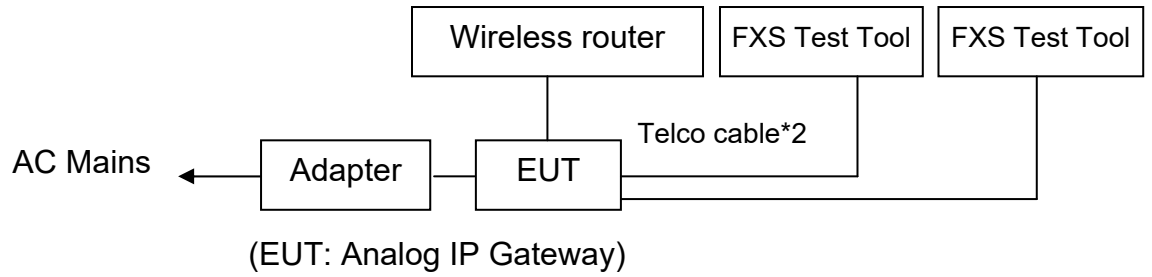 Wireless router
FXS Test Tool
FXS Test Tool
Telco cable*2
AC Mains
Adapter
EUT
(EUT: Analog IP Gateway)